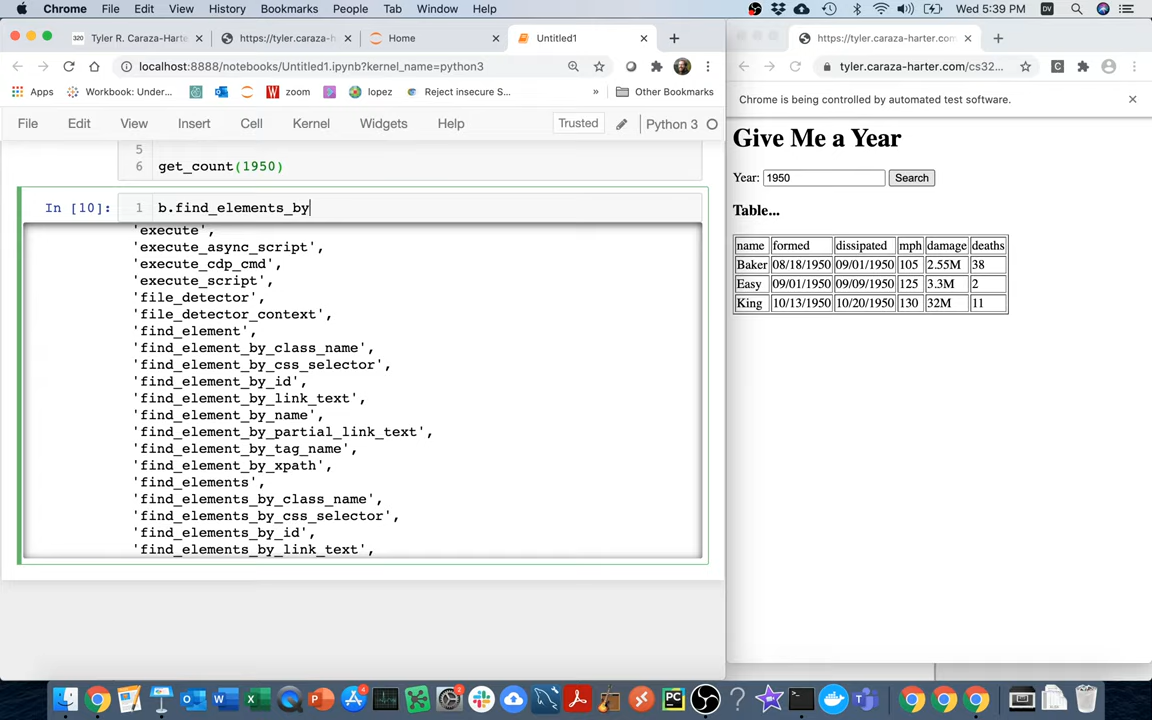 Chrome File Edit View History Bookmarks People Tab Window Help Wed 5:39 PM
Tyler R. Caraza-Harte https://tyler.caraza-h Home Untitled1
https://tyler.caraza-harter.com
localhost:8888/notebooks/Untitled1.ipynb?kernel_name=python3
tyler.caraza-harter.com/cs32...
Apps Workbook: Under... zoom lopez Reject insecure S... » Other Bookmarks
Chrome is being controlled by automated test software.
File Edit View Insert Cell Kernel Widgets Help Trusted Python 3
5
6 get_count(1950)
In [10]: 1 b.find_elements_by
'execute',
'execute_async_script',
'execute_cdp_cmd',
'execute_script',
'file_detector',
'file_detector_context',
'find_element',
'find_element_by_class_name',
'find_element_by_css_selector',
'find_element_by_id',
'find_element_by_link_text',
'find_element_by_name',
'find_element_by_partial_link_text',
'find_element_by_tag_name',
'find_element_by_xpath',
'find_elements',
'find_elements_by_class_name',
'find_elements_by_css_selector',
'find_elements_by_id',
'find_elements_by_link_text',
Give Me a Year
Year: 1950 Search
Table...
name formed dissipated mph damage deaths
Baker 08/18/1950 09/01/1950 105 2.55M 38
Easy 09/01/1950 09/09/1950 125 3.3M 2
King 10/13/1950 10/20/1950 130 32M 11